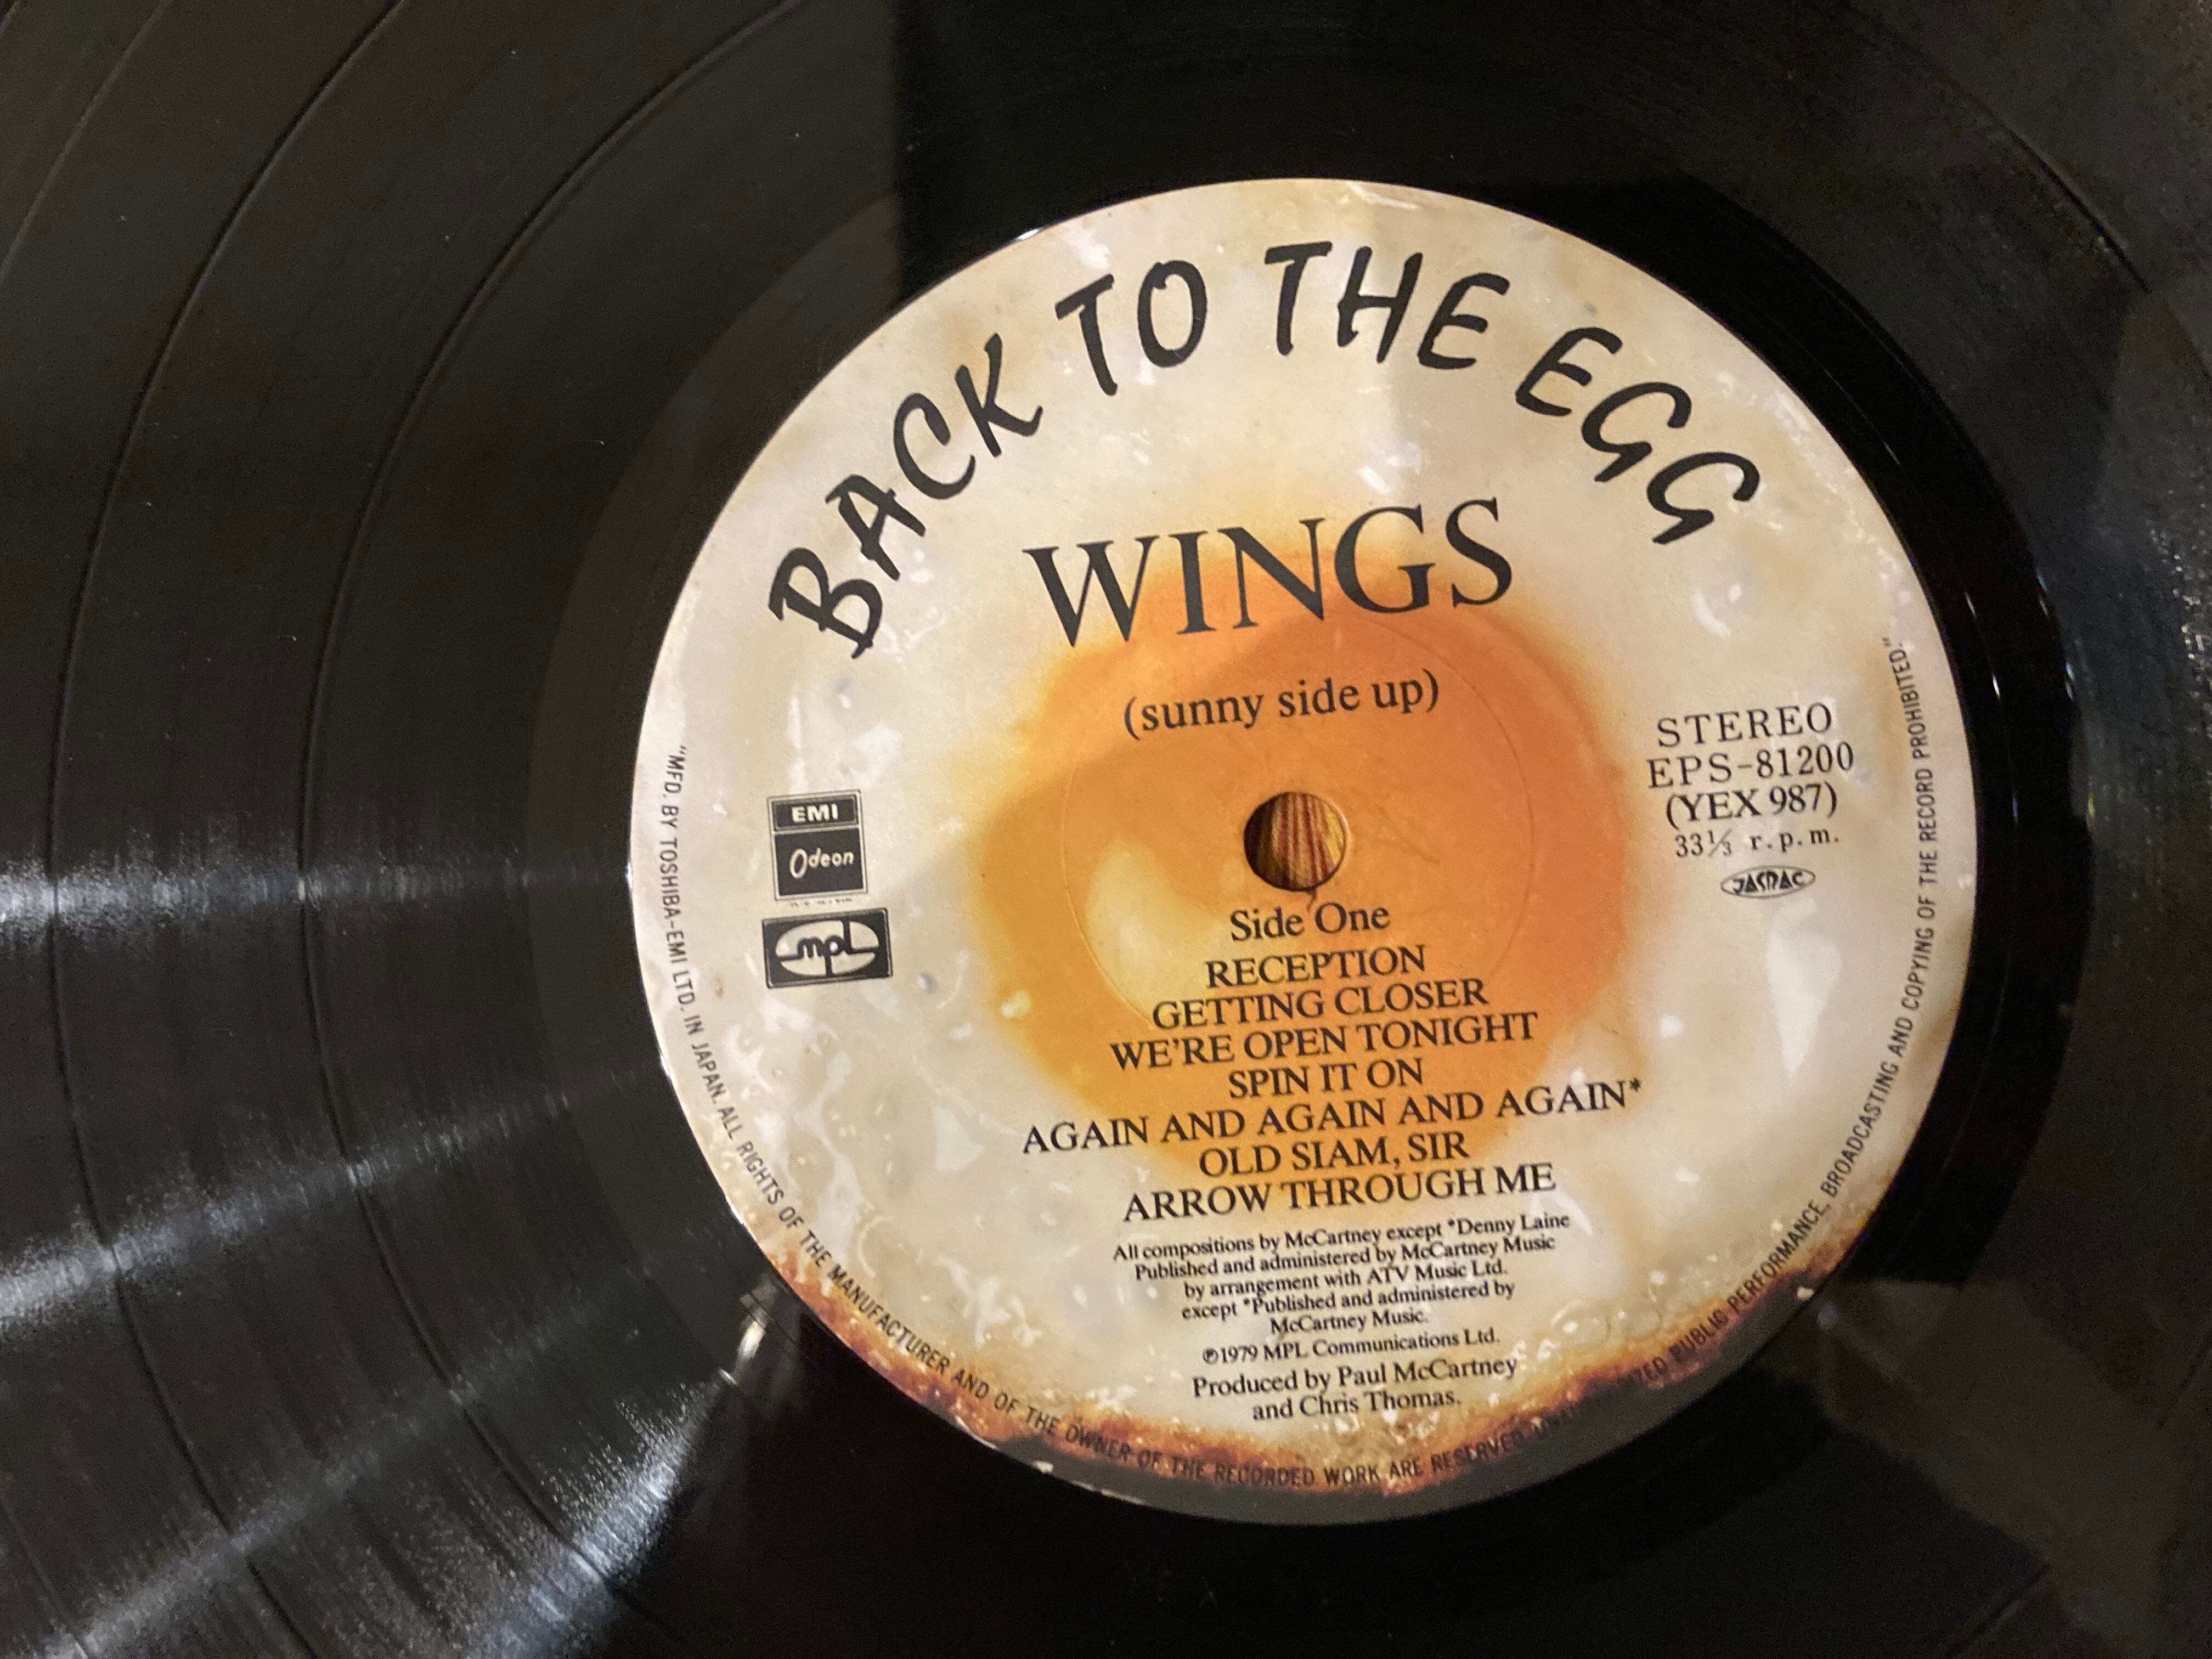 BACK TO THE EGG
WINGS
(sunny side up)
STEREO
EPS-81200
(YEX 987)
33⅓ r.p.m.
JASRAC
EMI
Odeon
mpl
Side One
RECEPTION
GETTING CLOSER
WE'RE OPEN TONIGHT
SPIN IT ON
AGAIN AND AGAIN AND AGAIN*
OLD SIAM, SIR
ARROW THROUGH ME
All compositions by McCartney except *Denny Laine
Published and administered by McCartney Music
by arrangement with ATV Music Ltd.
except *Published and administered by
McCartney Music.
℗1979 MPL Communications Ltd.
Produced by Paul McCartney
and Chris Thomas.
"MFD. BY TOSHIBA-EMI LTD. IN JAPAN. ALL RIGHTS OF THE MANUFACTURER AND OF THE OWNER OF THE RECORDED WORK ARE RESERVED. PUBLIC PERFORMANCE, BROADCASTING AND COPYING OF THE RECORD PROHIBITED."